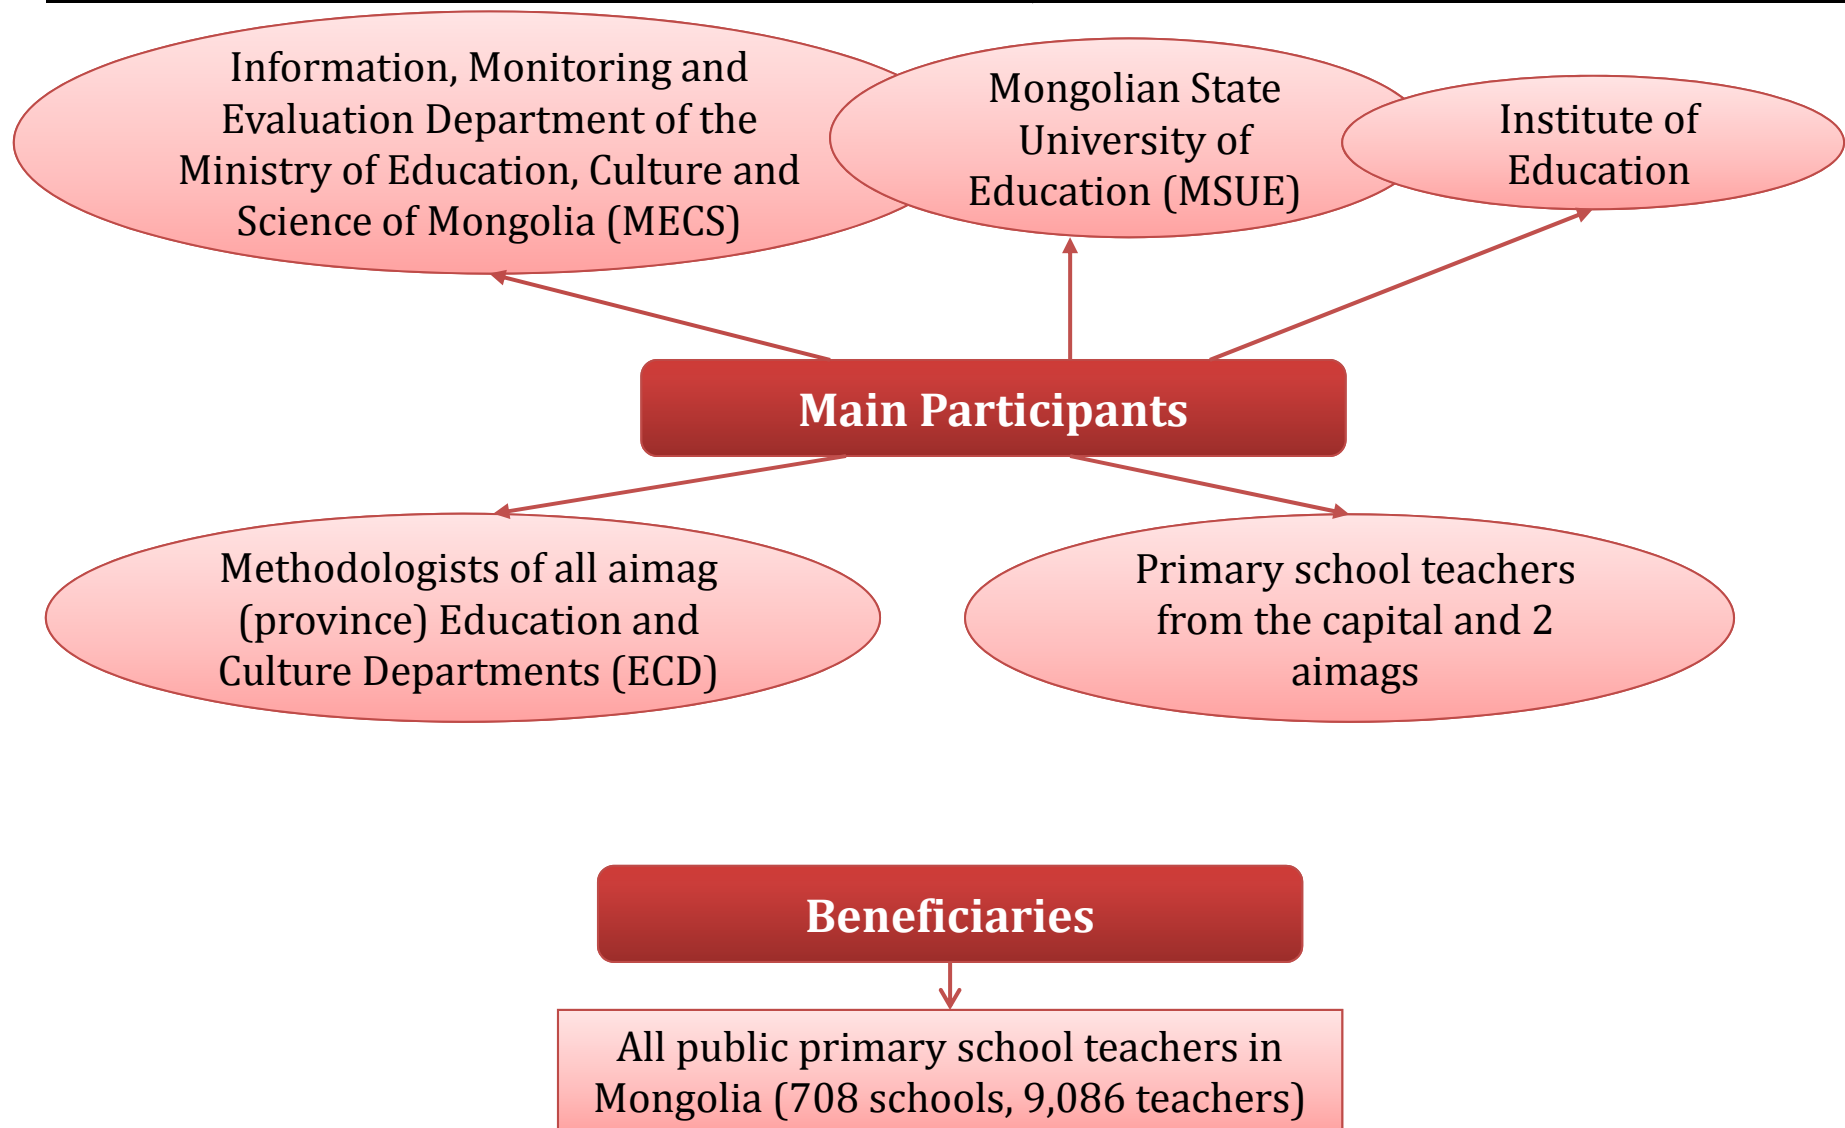 Information, Monitoring and
Evaluation Department of the
Ministry of Education, Culture and
Science of Mongolia (MECS)
Mongolian State
University of
Education (MSUE)
Institute of
Education
Main Participants
Methodologists of all aimag
(province) Education and
Culture Departments (ECD)
Primary school teachers
from the capital and 2
aimags
Beneficiaries
All public primary school teachers in
Mongolia (708 schools, 9,086 teachers)